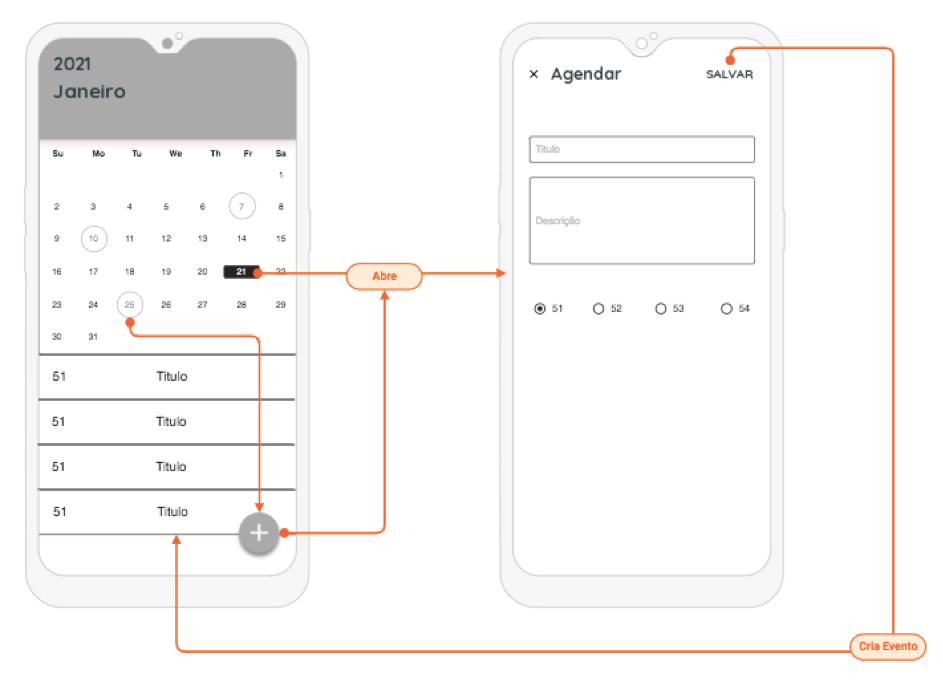 2021
Janeiro
Su Mo Tu We Th Fr Sa
1
2 3 4 5 6 7 8
9 10 11 12 13 14 15
16 17 18 19 20 21 22
23 24 25 26 27 28 29
30 31
51 Titulo
51 Titulo
51 Titulo
51 Titulo
+
Abre
× Agendar SALVAR
Titulo
Descrição
51 52 53 54
Cria Evento